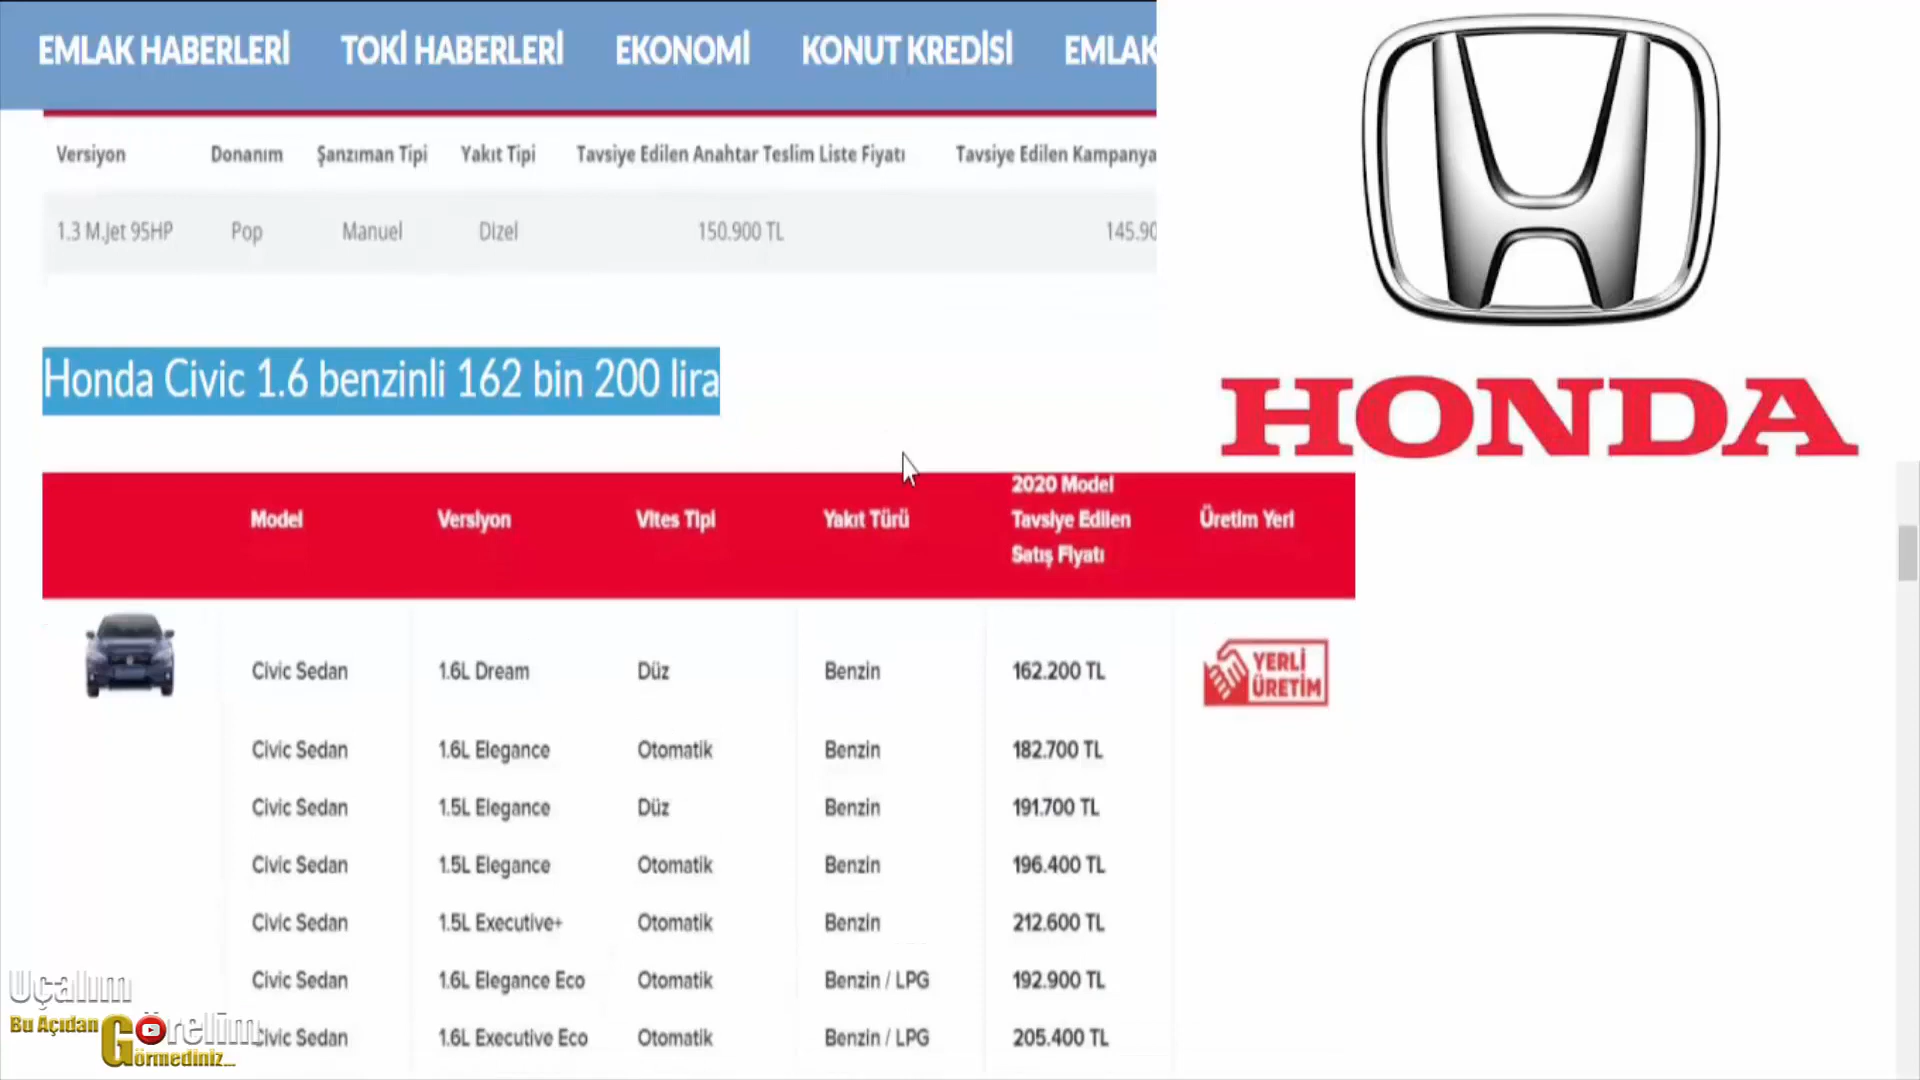 EMLAK HABERLERİ TOKİ HABERLERİ EKONOMİ KONUT KREDİSİ EMLAK
Versiyon Donanım Şanzıman Tipi Yakıt Tipi Tavsiye Edilen Anahtar Teslim Liste Fiyatı Tavsiye Edilen Kampanya
1.3 M.Jet 95HP Pop Manuel Dizel 150.900 TL 145.90
HONDA
Honda Civic 1.6 benzinli 162 bin 200 lira
Model Versiyon Vites Tipi Yakıt Türü 2020 Model Tavsiye Edilen Satış Fiyatı Üretim Yeri
Civic Sedan 1.6L Dream Düz Benzin 162.200 TL YERLİ ÜRETİM
Civic Sedan 1.6L Elegance Otomatik Benzin 182.700 TL
Civic Sedan 1.5L Elegance Düz Benzin 191.700 TL
Civic Sedan 1.5L Elegance Otomatik Benzin 196.400 TL
Civic Sedan 1.5L Executive+ Otomatik Benzin 212.600 TL
Civic Sedan 1.6L Elegance Eco Otomatik Benzin / LPG 192.900 TL
Civic Sedan 1.6L Executive Eco Otomatik Benzin / LPG 205.400 TL
Uçalım
Görelim
Bu Açıdan
Görmediniz...